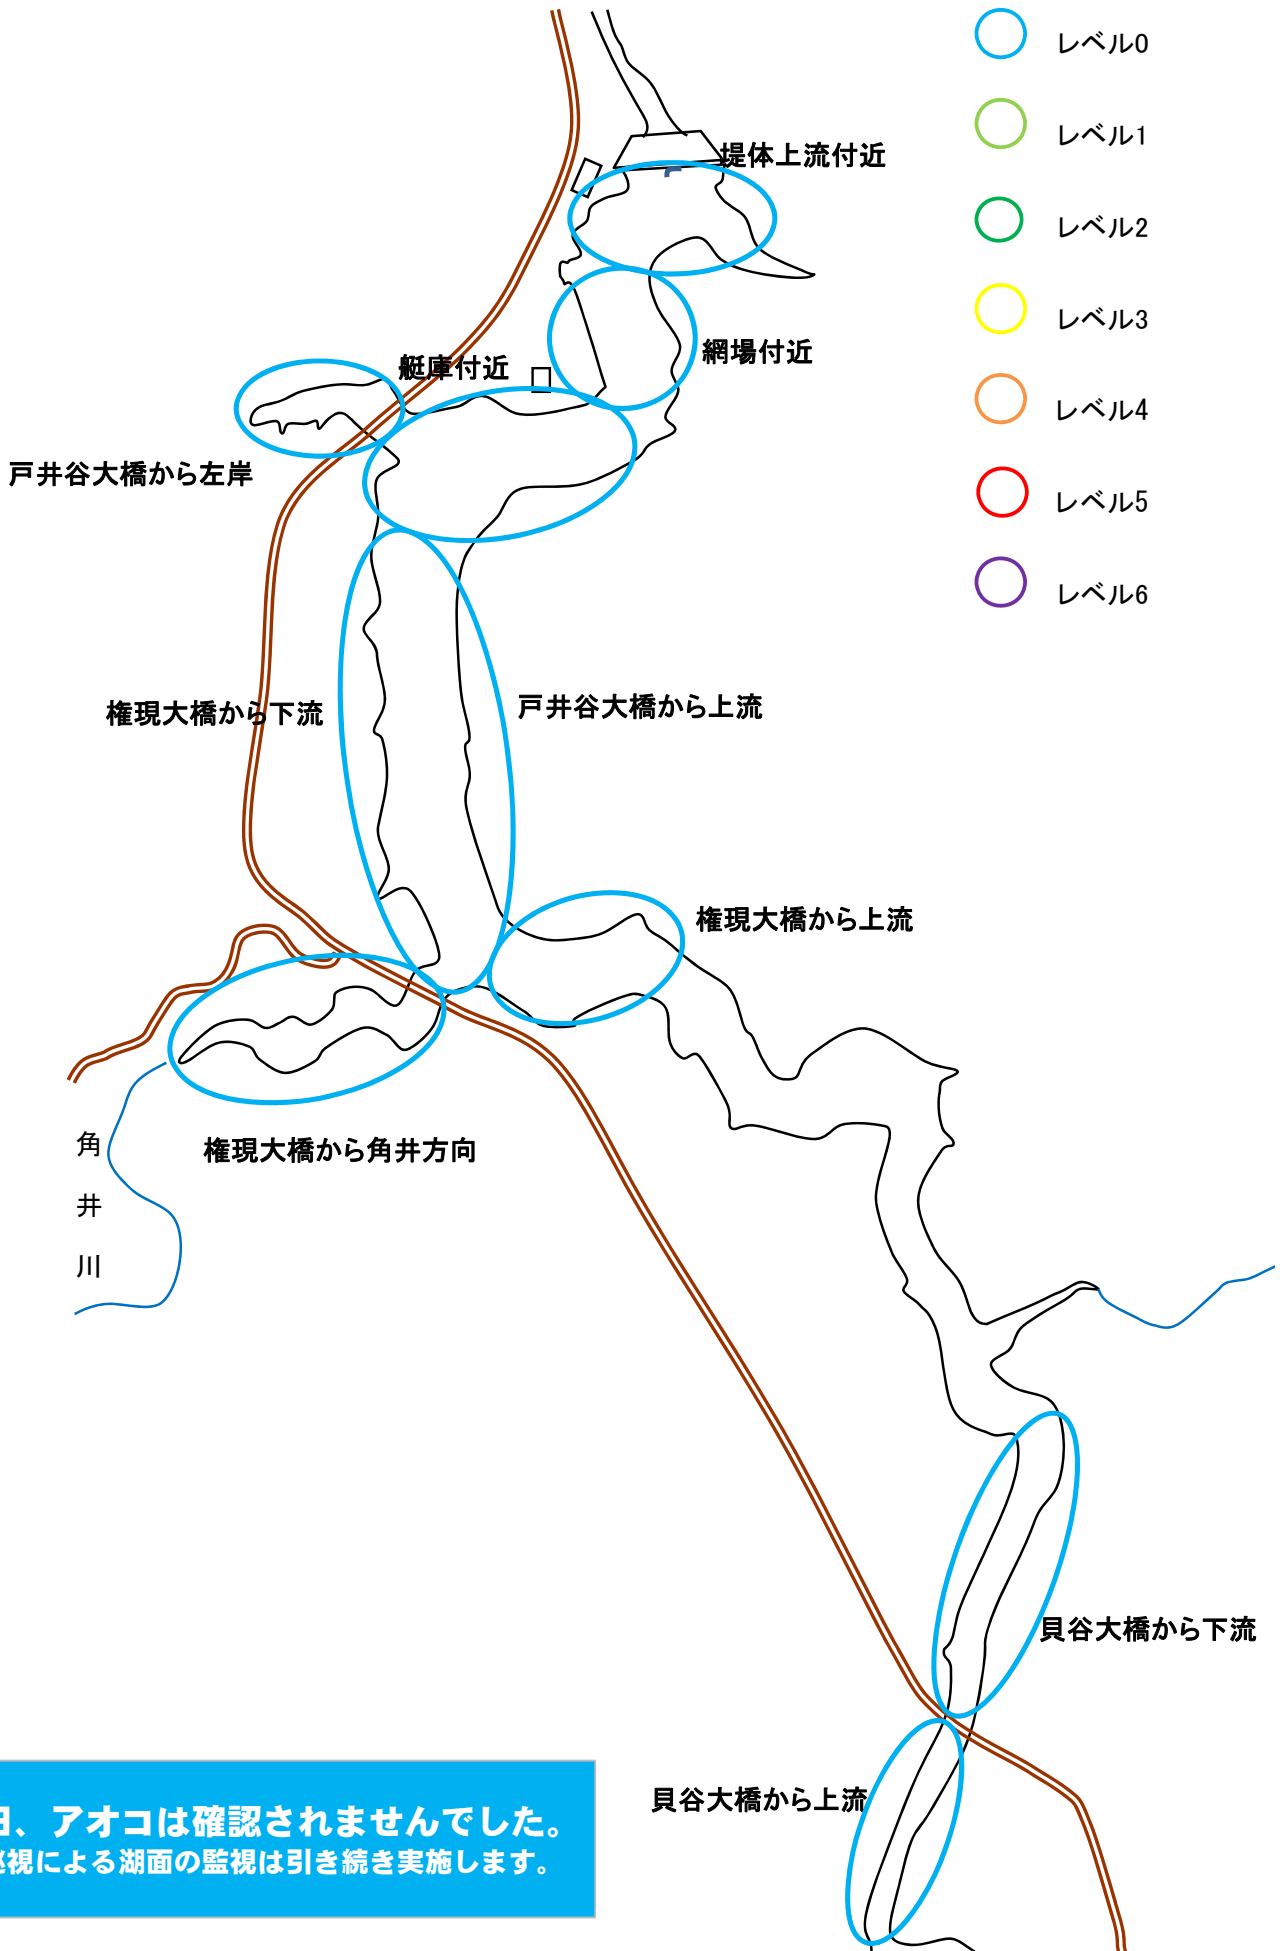 レベル0
レベル1
レベル2
レベル3
レベル4
レベル5
レベル6
堤体上流付近
網場付近
艇庫付近
戸井谷大橋から左岸
権現大橋から下流
戸井谷大橋から上流
権現大橋から上流
権現大橋から角井方向
角
井
川
貝谷大橋から下流
貝谷大橋から上流
日、アオコは確認されませんでした。
視による湖面の監視は引き続き実施します。